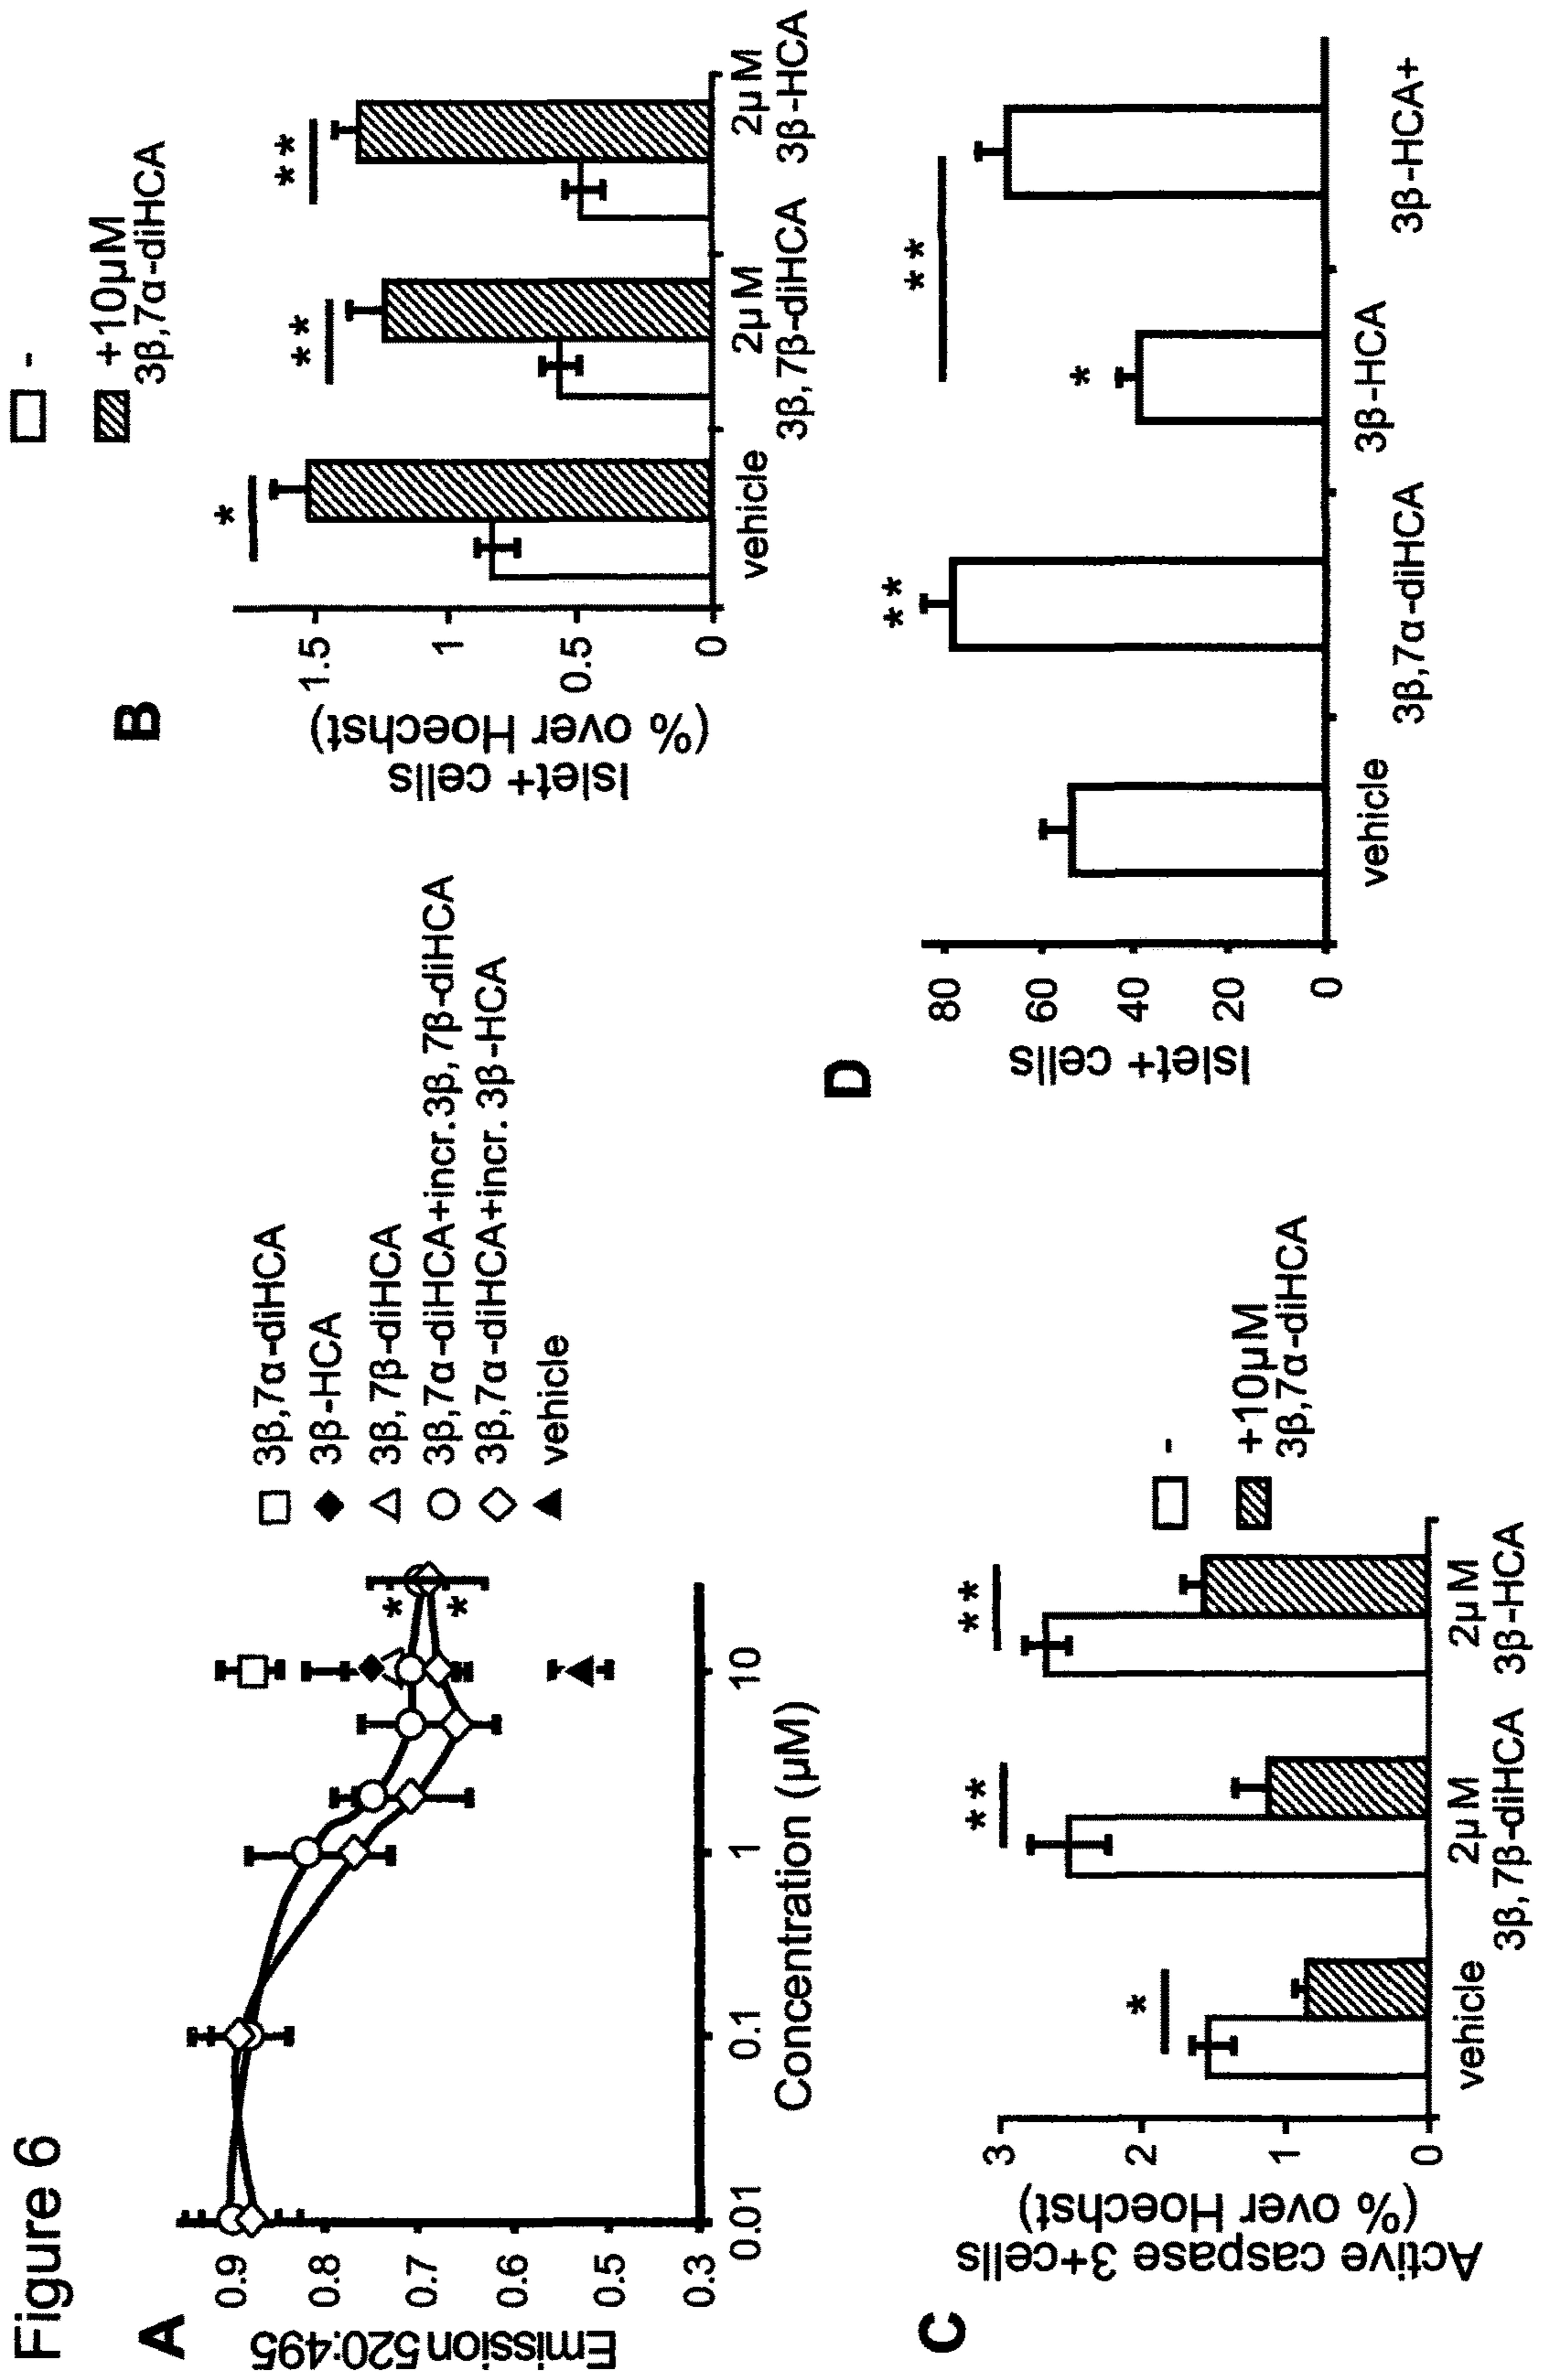 Figure 6
A
Emission 520:495
0.9
0.8
0.7
0.6
0.5
0.3
0.01
0.1
1
10
Concentration (µM)
*
*
3β,7α-diHCA
3β-HCA
3β,7β-diHCA
3β,7α-diHCA+incr.3β,7β-diHCA
3β,7α-diHCA+incr. 3β-HCA
vehicle
B
-
+10µM
3β,7α-diHCA
Islet+ cells
(% over Hoechst)
1.5
1
0.5
0
*
**
**
vehicle
2µM
3β,7β-diHCA
2µM
3β-HCA
C
Active caspase 3+cells
(% over Hoechst)
3
2
1
0
*
**
**
vehicle
2µM
3β,7β-diHCA
2µM
3β-HCA
-
+10µM
3β,7α-diHCA
D
Islet+ cells
80
60
40
20
0
**
*
**
vehicle
3β,7α-diHCA
3β-HCA
3β-HCA+